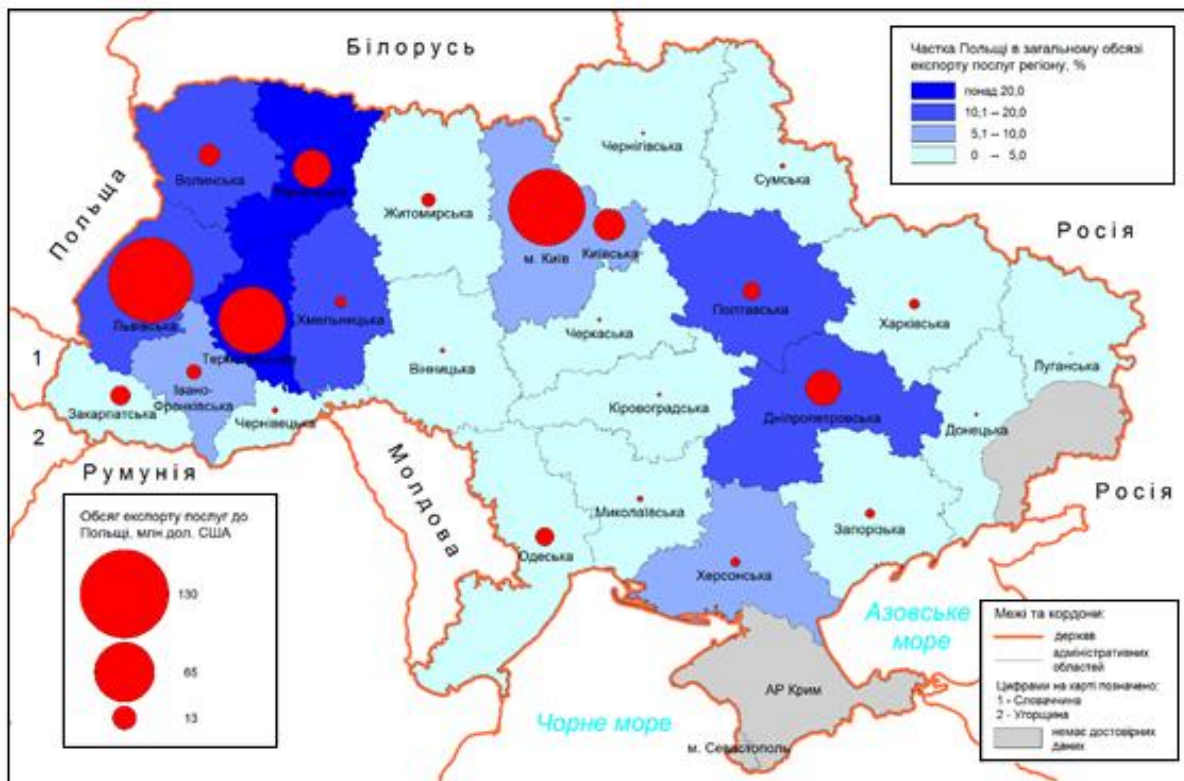 Білорусь
Частка Польщі в загальному обсязі
експорту послуг регіону, %
понад 20,0
10,1 – 20,0
5,1 – 10,0
0 – 5,0
Польща
Волинська
Житомирська
Чернігівська
Сумська
Росія
м. Київ
Київська
Львівська
Хмельницька
Полтавська
Харківська
Черкаська
Вінницька
Луганська
1
Івано-
Франківська
Закарпатська
Чернівецька
Кіровоградська
Дніпропетровська
Донецька
2
Румунія
Молдова
Росія
Миколаївська
Запорізька
Одеська
Херсонська
Обсяг експорту послуг до
Польщі, млн дол. США
130
65
13
Азовське
море
Чорне море
АР Крим
м. Севастополь
Межі та кордони:
держав
адміністративних
областей
Цифрами на карті позначено:
1 - Словаччина
2 - Угорщина
немає достовірних
даних